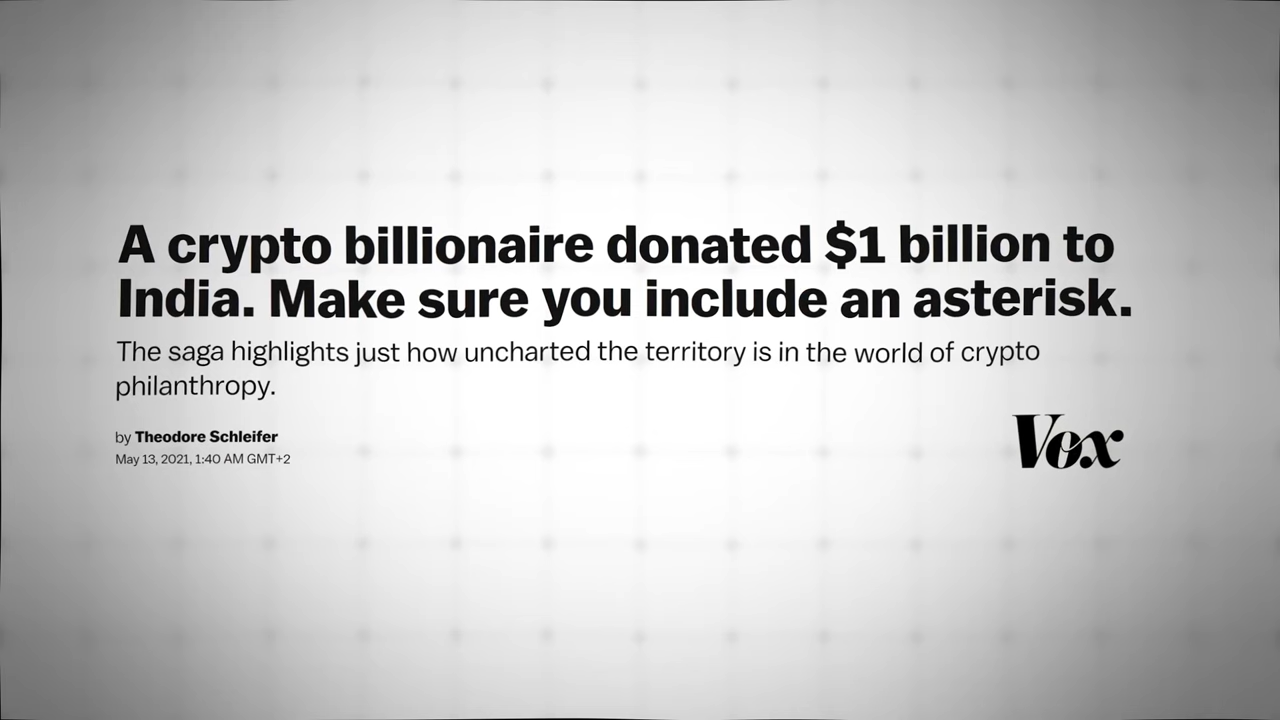 A crypto billionaire donated $1 billion to
India. Make sure you include an asterisk.
The saga highlights just how uncharted the territory is in the world of crypto
philanthropy.
by Theodore Schleifer
May 13, 2021, 1:40 AM GMT+2
Vox